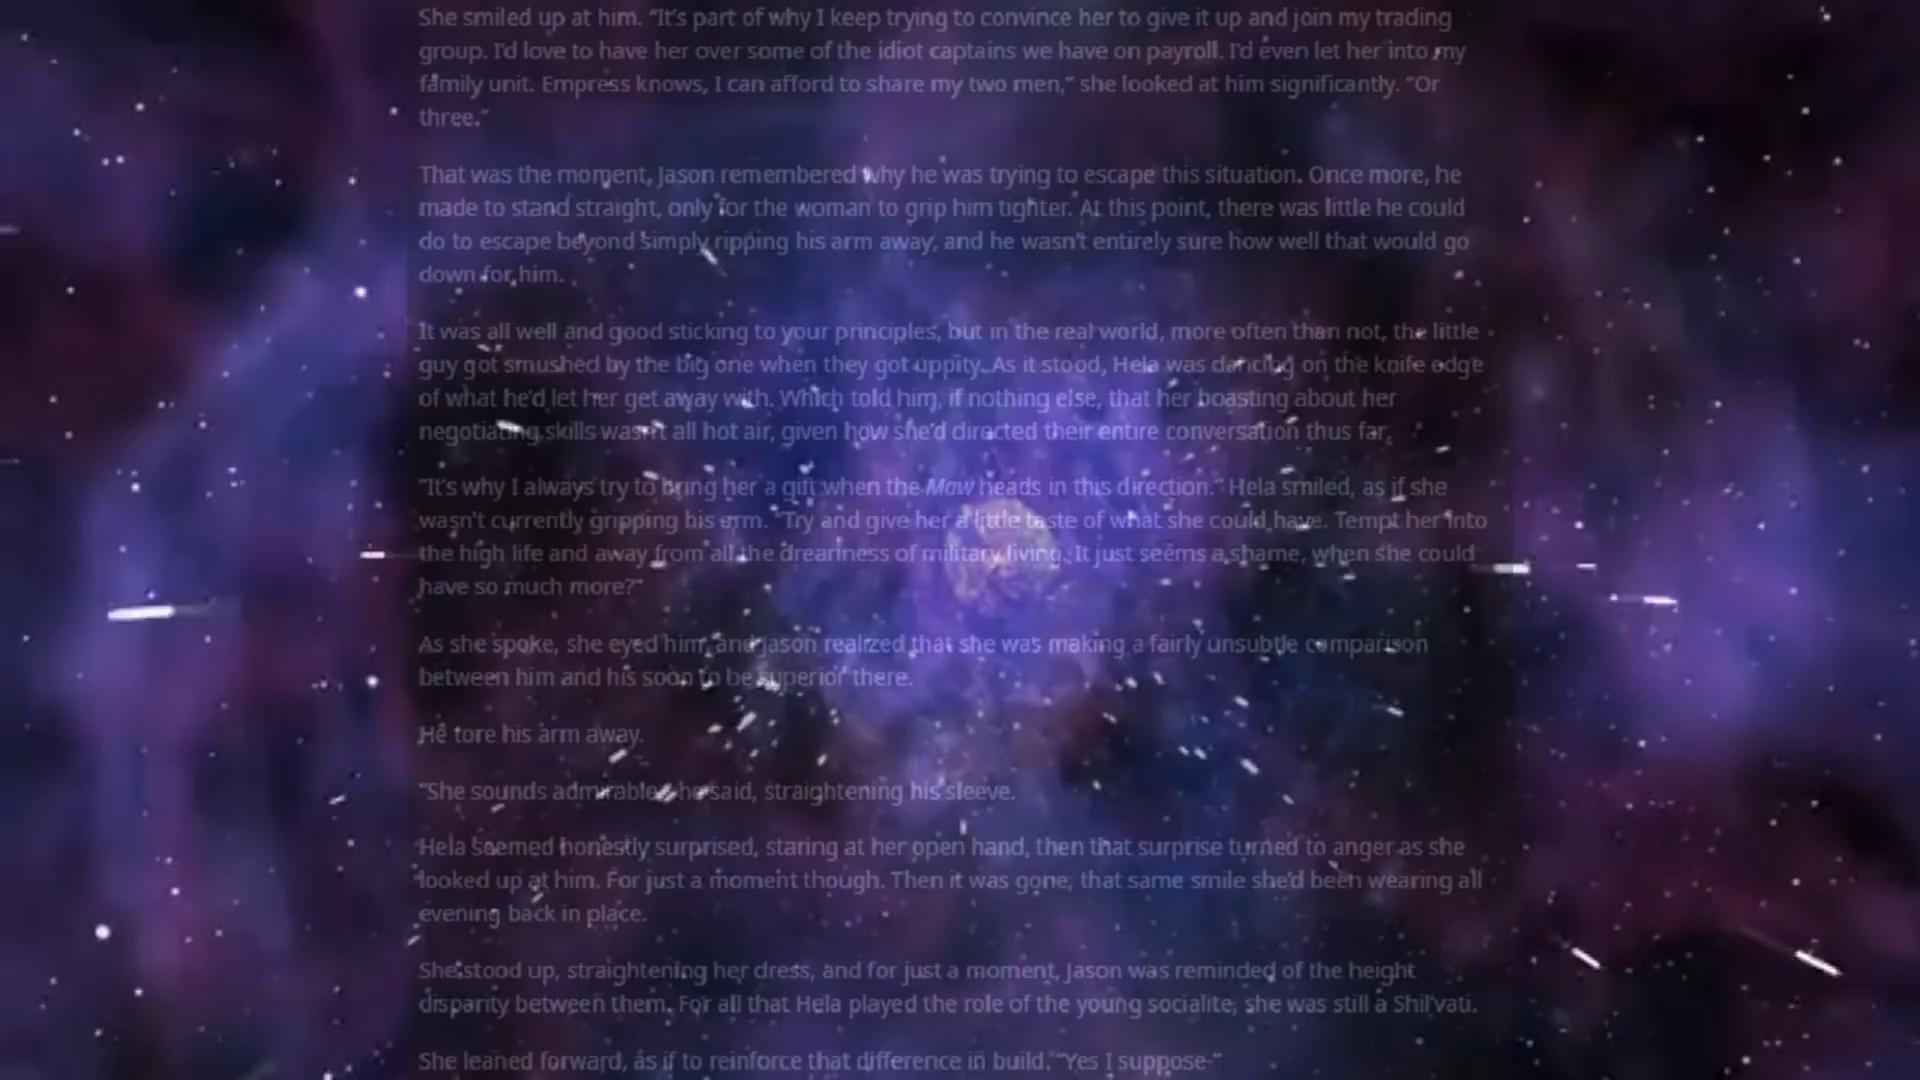 She smiled up at him. “It’s part of why I keep trying to convince her to give it up and join my trading
group. I’d love to have her over some of the idiot captains we have on payroll. I’d even let her into my
family unit. Empress knows, I can afford to share my two men,” she looked at him significantly. “Or
three.”
That was the moment, Jason remembered why he was trying to escape this situation. Once more, he
made to stand straight, only for the woman to grip him tighter. At this point, there was little he could
do to escape beyond simply ripping his arm away, and he wasn’t entirely sure how well that would go
down for him.
It was all well and good sticking to your principles, but in the real world, more often than not, the little
guy got smushed by the big one when they got uppity. As it stood, Hela was dancing on the knife edge
of what he’d let her get away with. Which told him, if nothing else, that her boasting about her
negotiating skills wasn’t all hot air, given how she’d directed their entire conversation thus far.
“It’s why I always try to bring her a gift when the Maw heads in this direction.” Hela smiled, as if she
wasn’t currently gripping his arm. “Try and give her a little taste of what she could have. Tempt her into
the high life and away from all the dreariness of military living. It just seems a shame, when she could
have so much more?”
As she spoke, she eyed him, and Jason realized that she was making a fairly unsubtle comparison
between him and his soon to be superior there.
He tore his arm away.
“She sounds admirable,” he said, straightening his sleeve.
Hela seemed honestly surprised, staring at her open hand, then that surprise turned to anger as she
looked up at him. For just a moment though. Then it was gone, that same smile she’d been wearing all
evening back in place.
She stood up, straightening her dress, and for just a moment, Jason was reminded of the height
disparity between them. For all that Hela played the role of the young socialite, she was still a Shil’vati.
She leaned forward, as if to reinforce that difference in build. “Yes I suppose-”